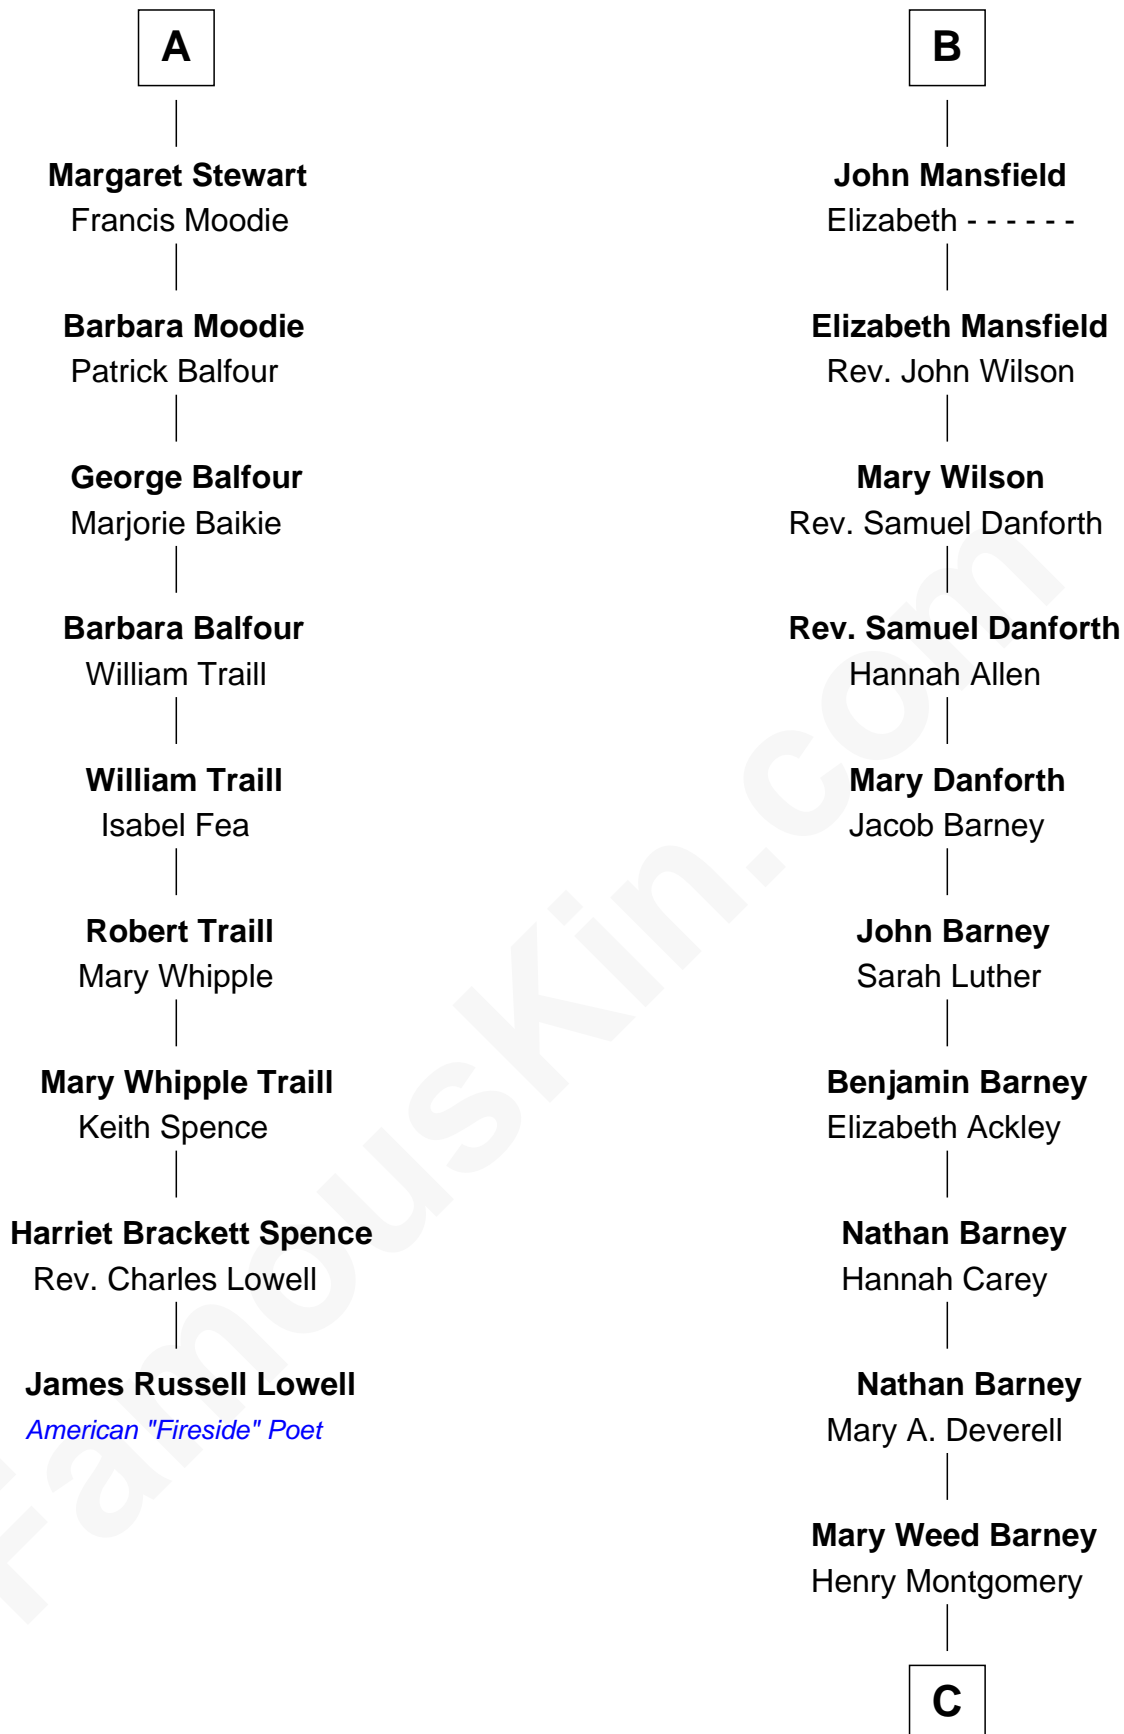 A
Margaret Stewart
Francis Moodie
Barbara Moodie
Patrick Balfour
George Balfour
Marjorie Baikie
Barbara Balfour
William Traill
William Traill
Isabel Fea
Robert Traill
Mary Whipple
Mary Whipple Traill
Keith Spence
Harriet Brackett Spence
Rev. Charles Lowell
James Russell Lowell
American "Fireside" Poet
B
John Mansfield
Elizabeth - - - - - -
Elizabeth Mansfield
Rev. John Wilson
Mary Wilson
Rev. Samuel Danforth
Rev. Samuel Danforth
Hannah Allen
Mary Danforth
Jacob Barney
John Barney
Sarah Luther
Benjamin Barney
Elizabeth Ackley
Nathan Barney
Hannah Carey
Nathan Barney
Mary A. Deverell
Mary Weed Barney
Henry Montgomery
C
FamousKin.com